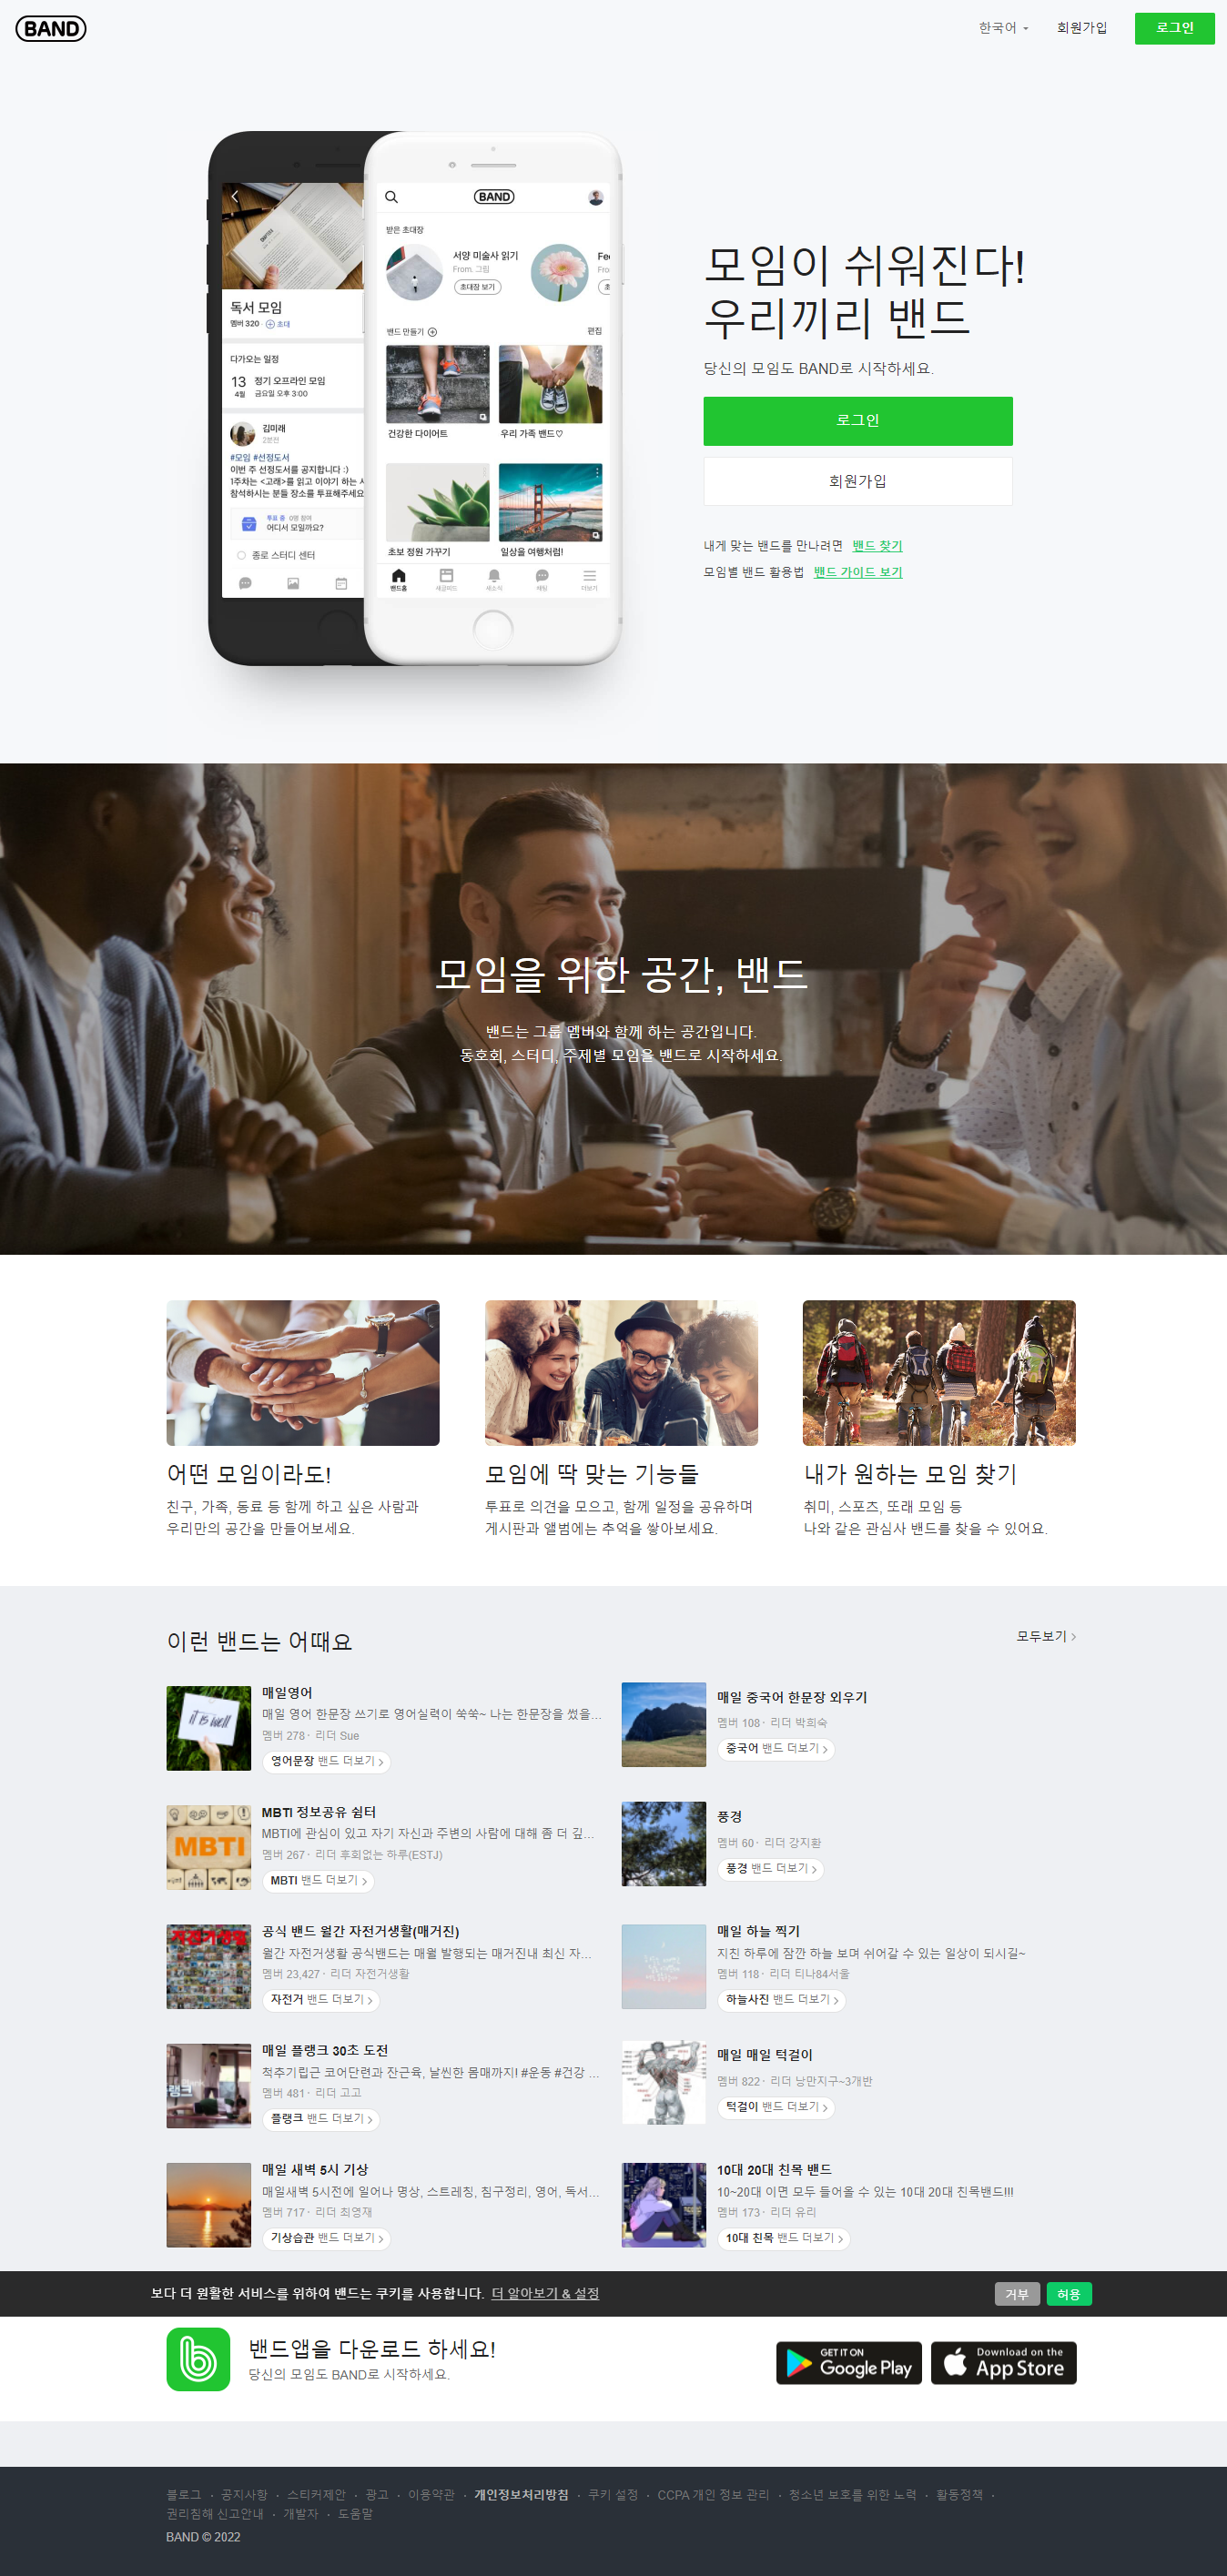 BAND
한국어
회원가입
로그인
독서 모임
멤버 320 · 초대
다가오는 일정
13 정기 오프라인 모임
4월 금요일 오후 3:00
김미래
2분전
#모임 #선정도서
이번 주 선정도서를 공지합니다 :)
1주차는 <고래>를 읽고 이야기 하는 시
참석하시는 분들 장소를 투표해주세요
투표 중 0명 참여
어디서 모일까요?
종로 스터디 센터
BAND
받은 초대장
서양 미술사 읽기
From. 그림
초대장 보기
밴드 만들기
편집
건강한 다이어트
우리 가족 밴드♡
초보 정원 가꾸기
일상을 여행처럼!
밴드홈 새글피드 새소식 채팅 더보기
모임이 쉬워진다!
우리끼리 밴드
당신의 모임도 BAND로 시작하세요.
로그인
회원가입
내게 맞는 밴드를 만나려면 밴드 찾기
모임별 밴드 활용법 밴드 가이드 보기
모임을 위한 공간, 밴드
밴드는 그룹 멤버와 함께 하는 공간입니다.
동호회, 스터디, 주제별 모임을 밴드로 시작하세요.
어떤 모임이라도!
친구, 가족, 동료 등 함께 하고 싶은 사람과
우리만의 공간을 만들어보세요.
모임에 딱 맞는 기능들
투표로 의견을 모으고, 함께 일정을 공유하며
게시판과 앨범에는 추억을 쌓아보세요.
내가 원하는 모임 찾기
취미, 스포츠, 또래 모임 등
나와 같은 관심사 밴드를 찾을 수 있어요.
이런 밴드는 어때요
모두보기
it is well
매일영어
매일 영어 한문장 쓰기로 영어실력이 쑥쑥~ 나는 한문장을 썼을...
멤버 278 · 리더 Sue
영어문장 밴드 더보기
매일 중국어 한문장 외우기
멤버 108 · 리더 박희숙
중국어 밴드 더보기
MBTI
MBTI 정보공유 쉼터
MBTI에 관심이 있고 자기 자신과 주변의 사람에 대해 좀 더 깊...
멤버 267 · 리더 후회없는 하루(ESTJ)
MBTI 밴드 더보기
풍경
멤버 60 · 리더 강지환
풍경 밴드 더보기
자전거생활
공식 밴드 월간 자전거생활(매거진)
월간 자전거생활 공식밴드는 매월 발행되는 매거진내 최신 자...
멤버 23,427 · 리더 자전거생활
자전거 밴드 더보기
매일 하늘 찍기
지친 하루에 잠깐 하늘 보며 쉬어갈 수 있는 일상이 되시길~
멤버 118 · 리더 티나84서울
하늘사진 밴드 더보기
매일 플랭크 30초 도전
척추기립근 코어단련과 잔근육, 날씬한 몸매까지! #운동 #건강 ...
멤버 481 · 리더 고고
플랭크 밴드 더보기
매일 매일 턱걸이
멤버 822 · 리더 낭만지구~3개반
턱걸이 밴드 더보기
매일 새벽 5시 기상
매일새벽 5시전에 일어나 명상, 스트레칭, 침구정리, 영어, 독서...
멤버 717 · 리더 최영재
기상습관 밴드 더보기
10대 20대 친목 밴드
10~20대 이면 모두 들어올 수 있는 10대 20대 친목밴드!!!
멤버 173 · 리더 유리
10대 친목 밴드 더보기
보다 더 원활한 서비스를 위하여 밴드는 쿠키를 사용합니다. 더 알아보기 & 설정
거부
허용
밴드앱을 다운로드 하세요!
당신의 모임도 BAND로 시작하세요.
GET IT ON
Google Play
Download on the
App Store
블로그 · 공지사항 · 스티커제안 · 광고 · 이용약관 · 개인정보처리방침 · 쿠키 설정 · CCPA 개인 정보 관리 · 청소년 보호를 위한 노력 · 활동정책 ·
권리침해 신고안내 · 개발자 · 도움말
BAND © 2022